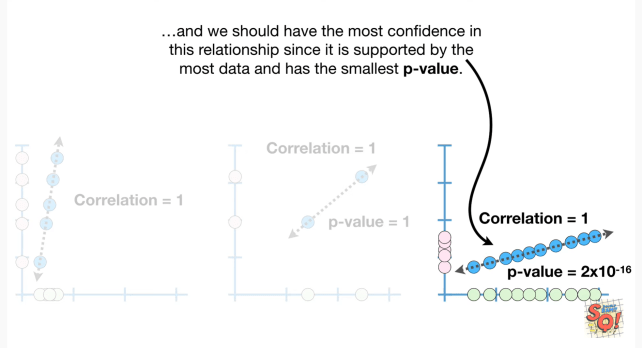 …and we should have the most confidence in
this relationship since it is supported by the
most data and has the smallest p-value.
Correlation = 1
Correlation = 1
p-value = 1
Correlation = 1
p-value = 2x10-16
SQ!